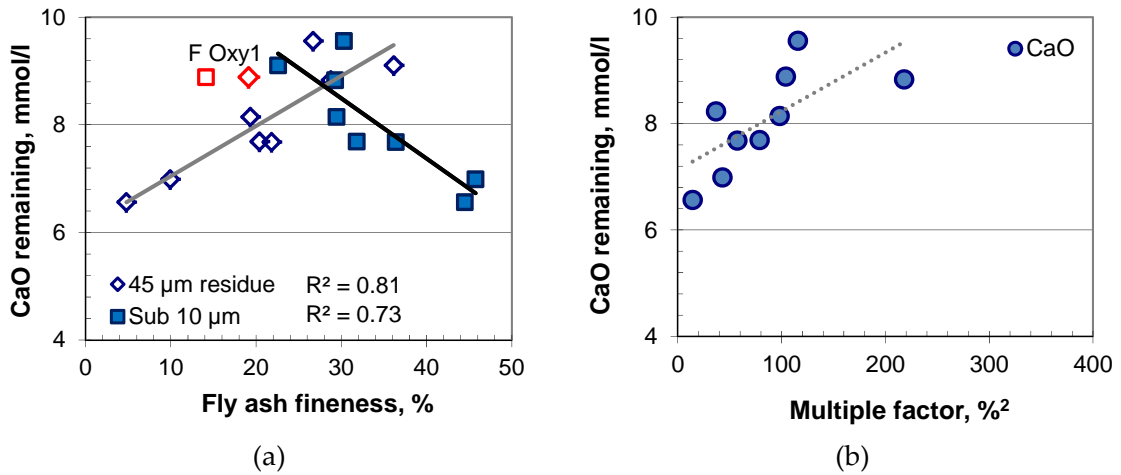 CaO remaining, mmol/l
10
8
6
4
F Oxy1
45 µm residue R² = 0.81
Sub 10 µm R² = 0.73
0 10 20 30 40 50
Fly ash fineness, %
(a)
CaO remaining, mmol/l
10
8
6
4
CaO
0 100 200 300 400
Multiple factor, %²
(b)